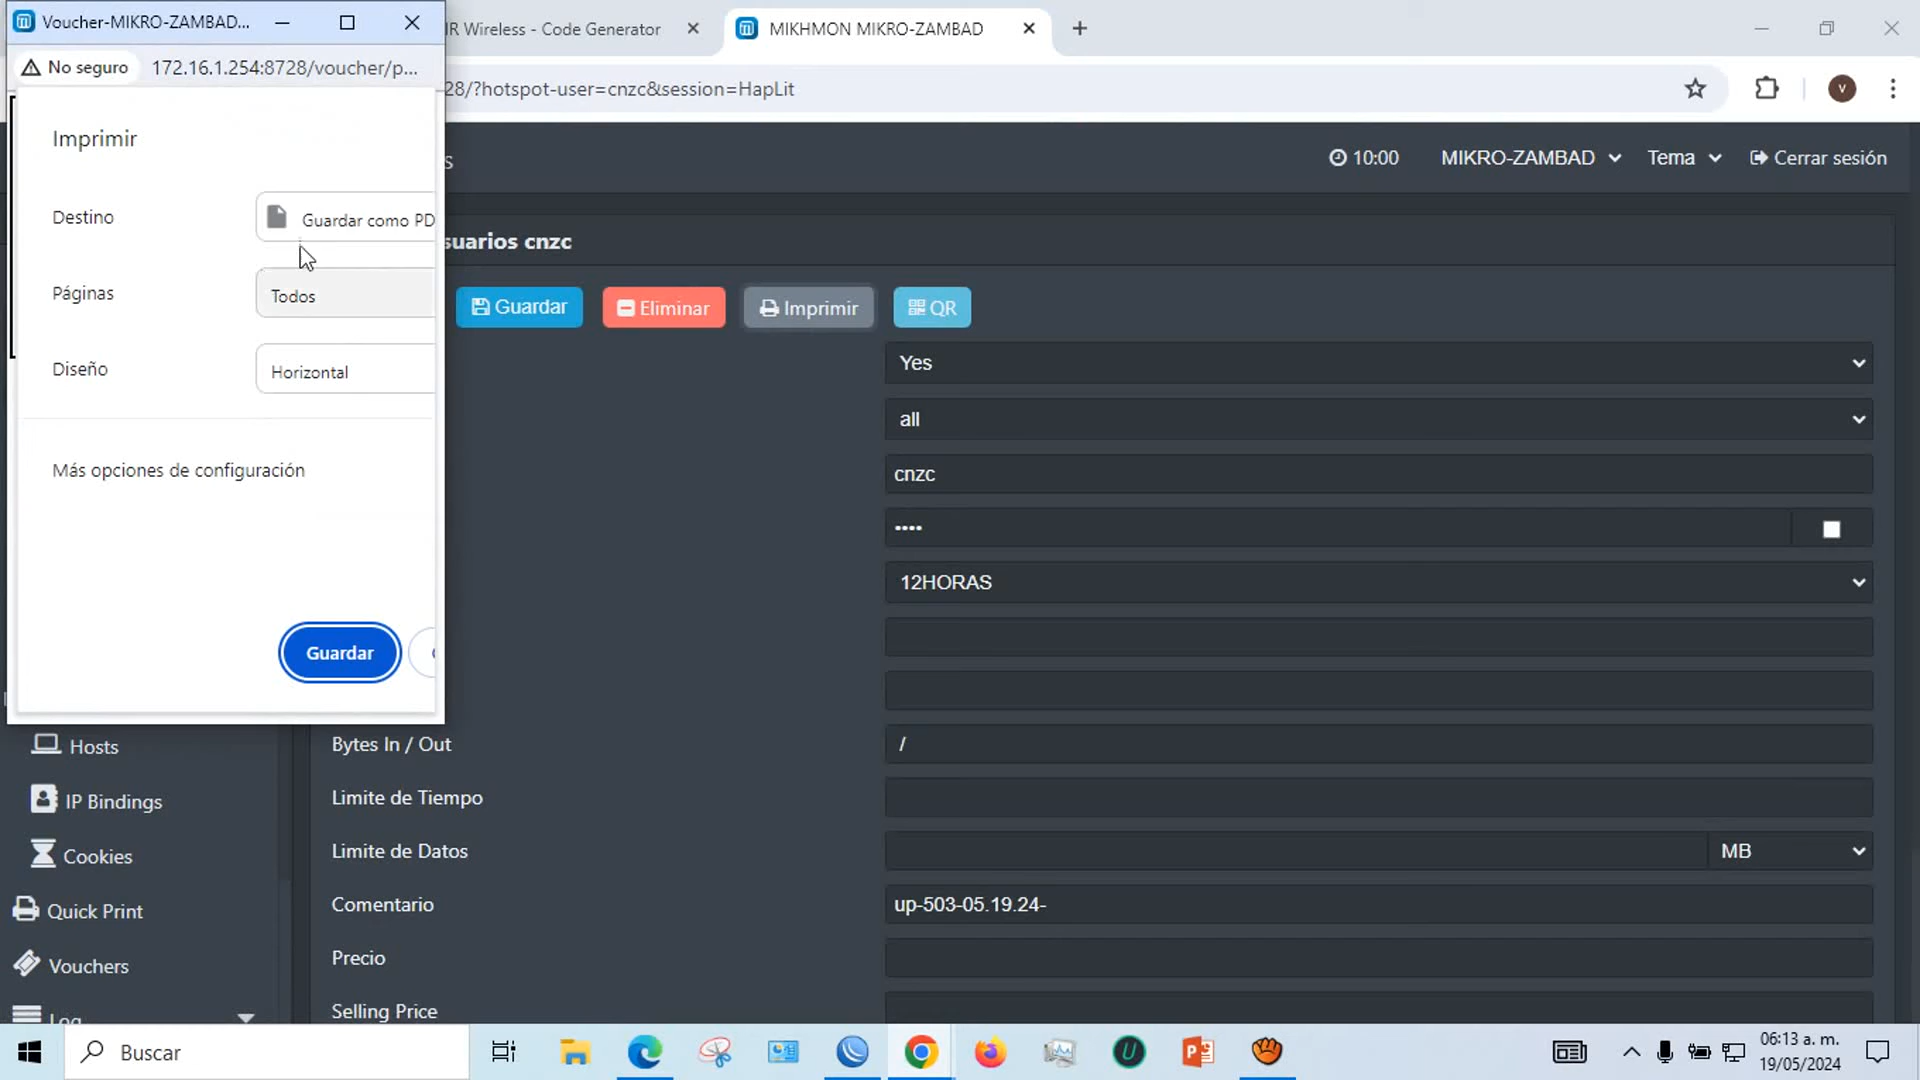 Voucher-MIKRO-ZAMBAD...
No seguro
172.16.1.254:8728/voucher/p...
Wireless - Code Generator
MIKHMON MIKRO-ZAMBAD
28/?hotspot-user=cnzc&session=HapLit
V
10:00
MIKRO-ZAMBAD
Tema
Cerrar sesión
Imprimir
Destino
Guardar como PD
Páginas
Todos
Diseño
Horizontal
Más opciones de configuración
Guardar
suarios cnzc
Guardar
Eliminar
Imprimir
QR
Yes
all
cnzc
••••
12HORAS
Hosts
IP Bindings
Cookies
Quick Print
Vouchers
Log
Bytes In / Out
/
Limite de Tiempo
Limite de Datos
MB
Comentario
up-503-05.19.24-
Precio
Selling Price
Buscar
06:13 a. m.
19/05/2024